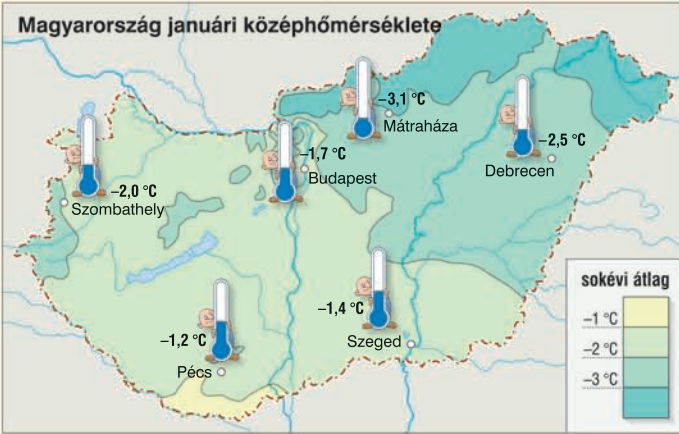 Magyarország januári középhőmérséklete
–3,1 °C
Mátraháza
–2,5 °C
Debrecen
–1,7 °C
Budapest
–2,0 °C
Szombathely
–1,4 °C
Szeged
–1,2 °C
Pécs
sokévi átlag
–1 °C
–2 °C
–3 °C